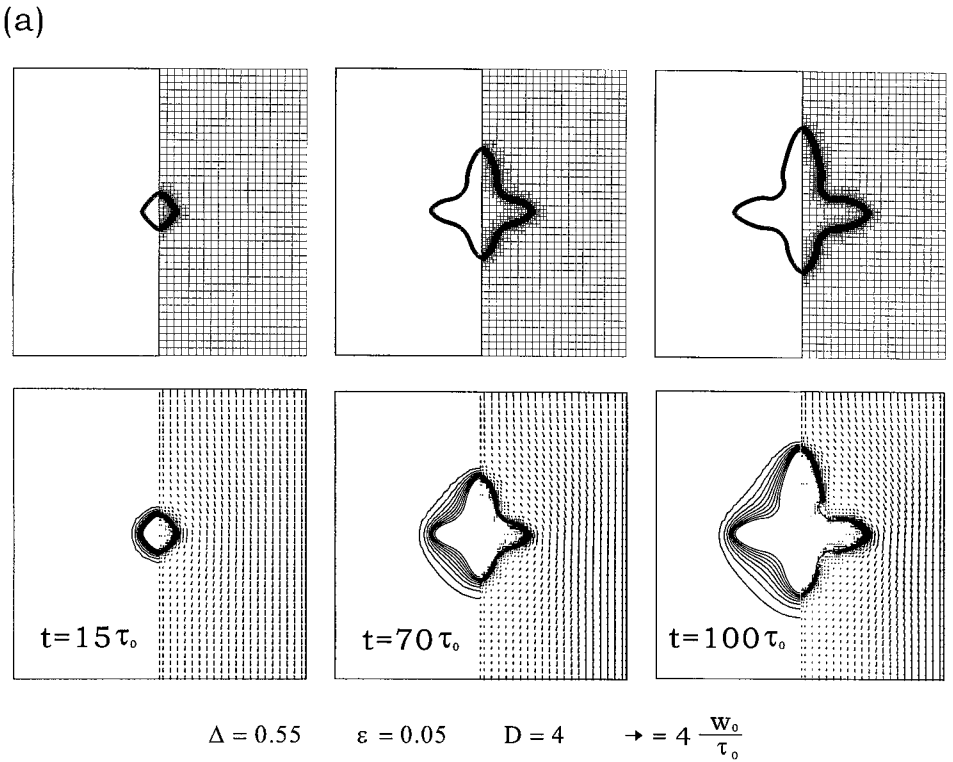 (a)
t=15τ₀ t=70τ₀ t=100τ₀
Δ = 0.55 ε = 0.05 D = 4 → = 4 w₀/τ₀